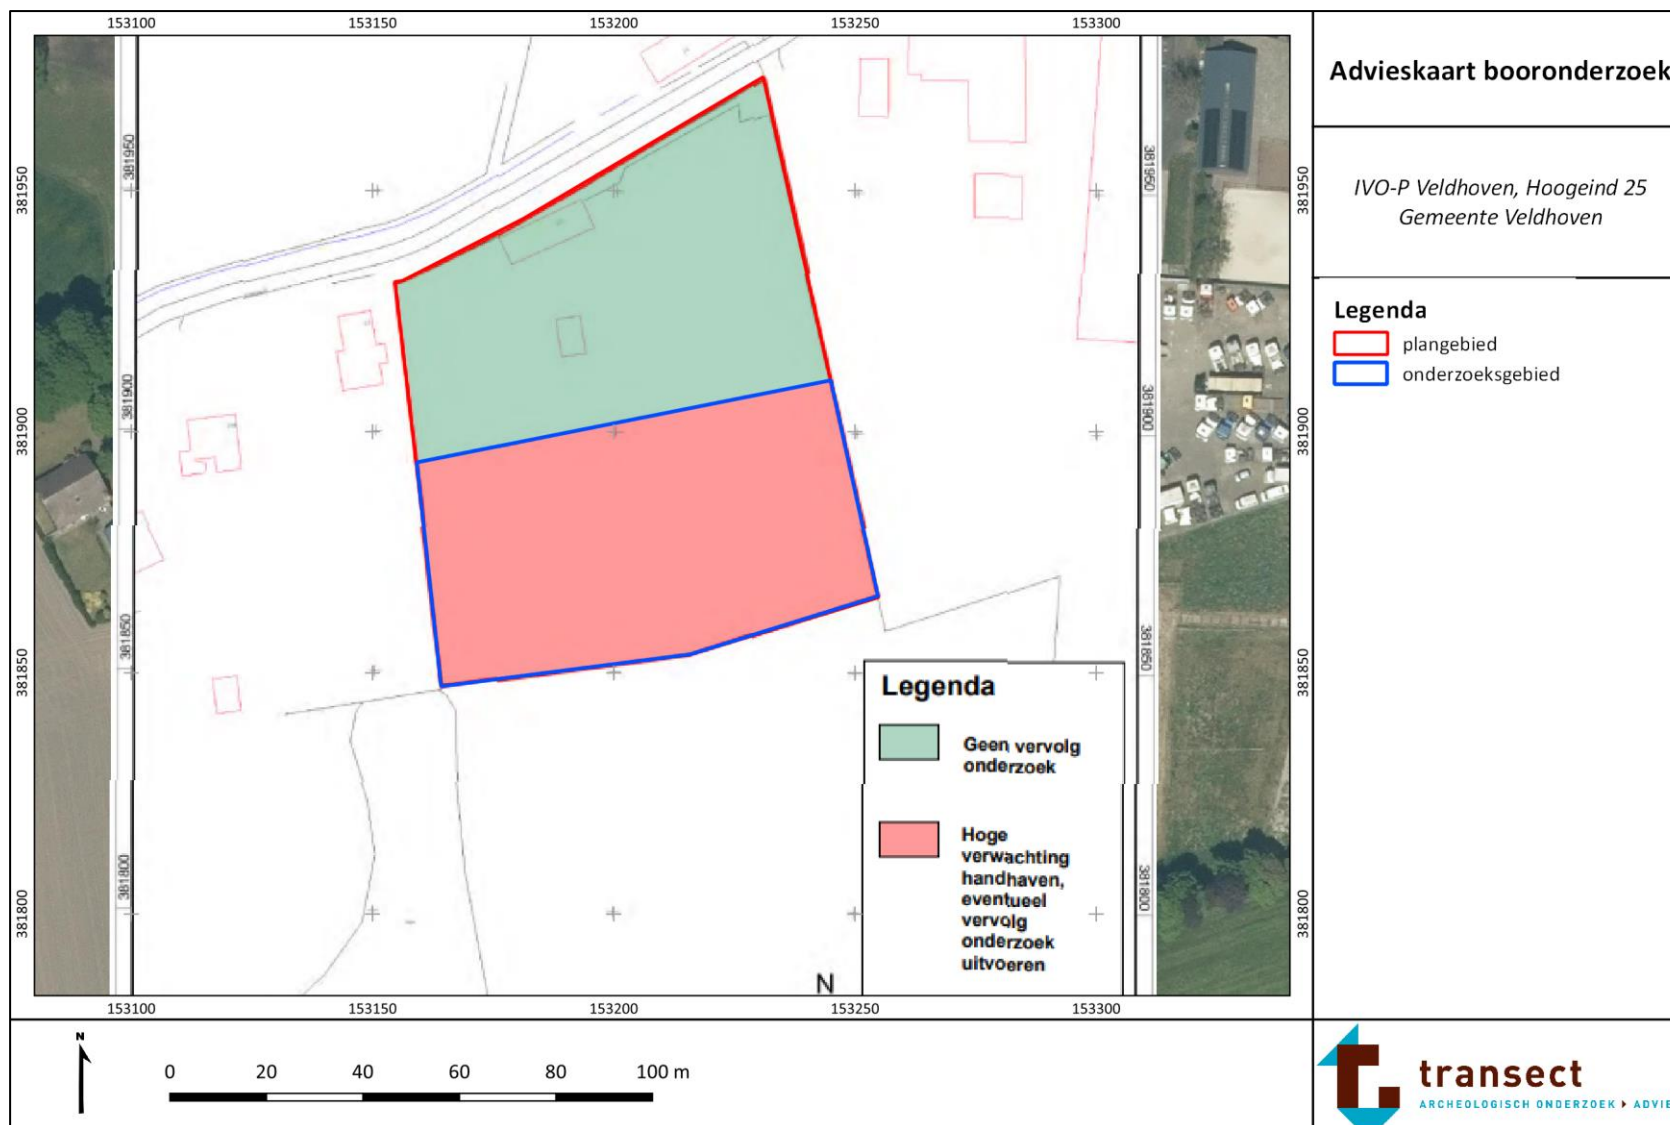 153100 153150 153200 153250 153300
Advieskaart booronderzoek
IVO-P Veldhoven, Hoogeind 25
Gemeente Veldhoven
Legenda
plangebied
onderzoeksgebied
381950 381950 381950 381950
381900 381900 381900 381900
381850 381850 381850 381850
381800 381800 381800 381800
Legenda
Geen vervolg
onderzoek
Hoge
verwachting
handhaven,
eventueel
vervolg
onderzoek
uitvoeren
N
153100 153150 153200 153250 153300
N
0 20 40 60 80 100 m
transect
ARCHEOLOGISCH ONDERZOEK ADVIE